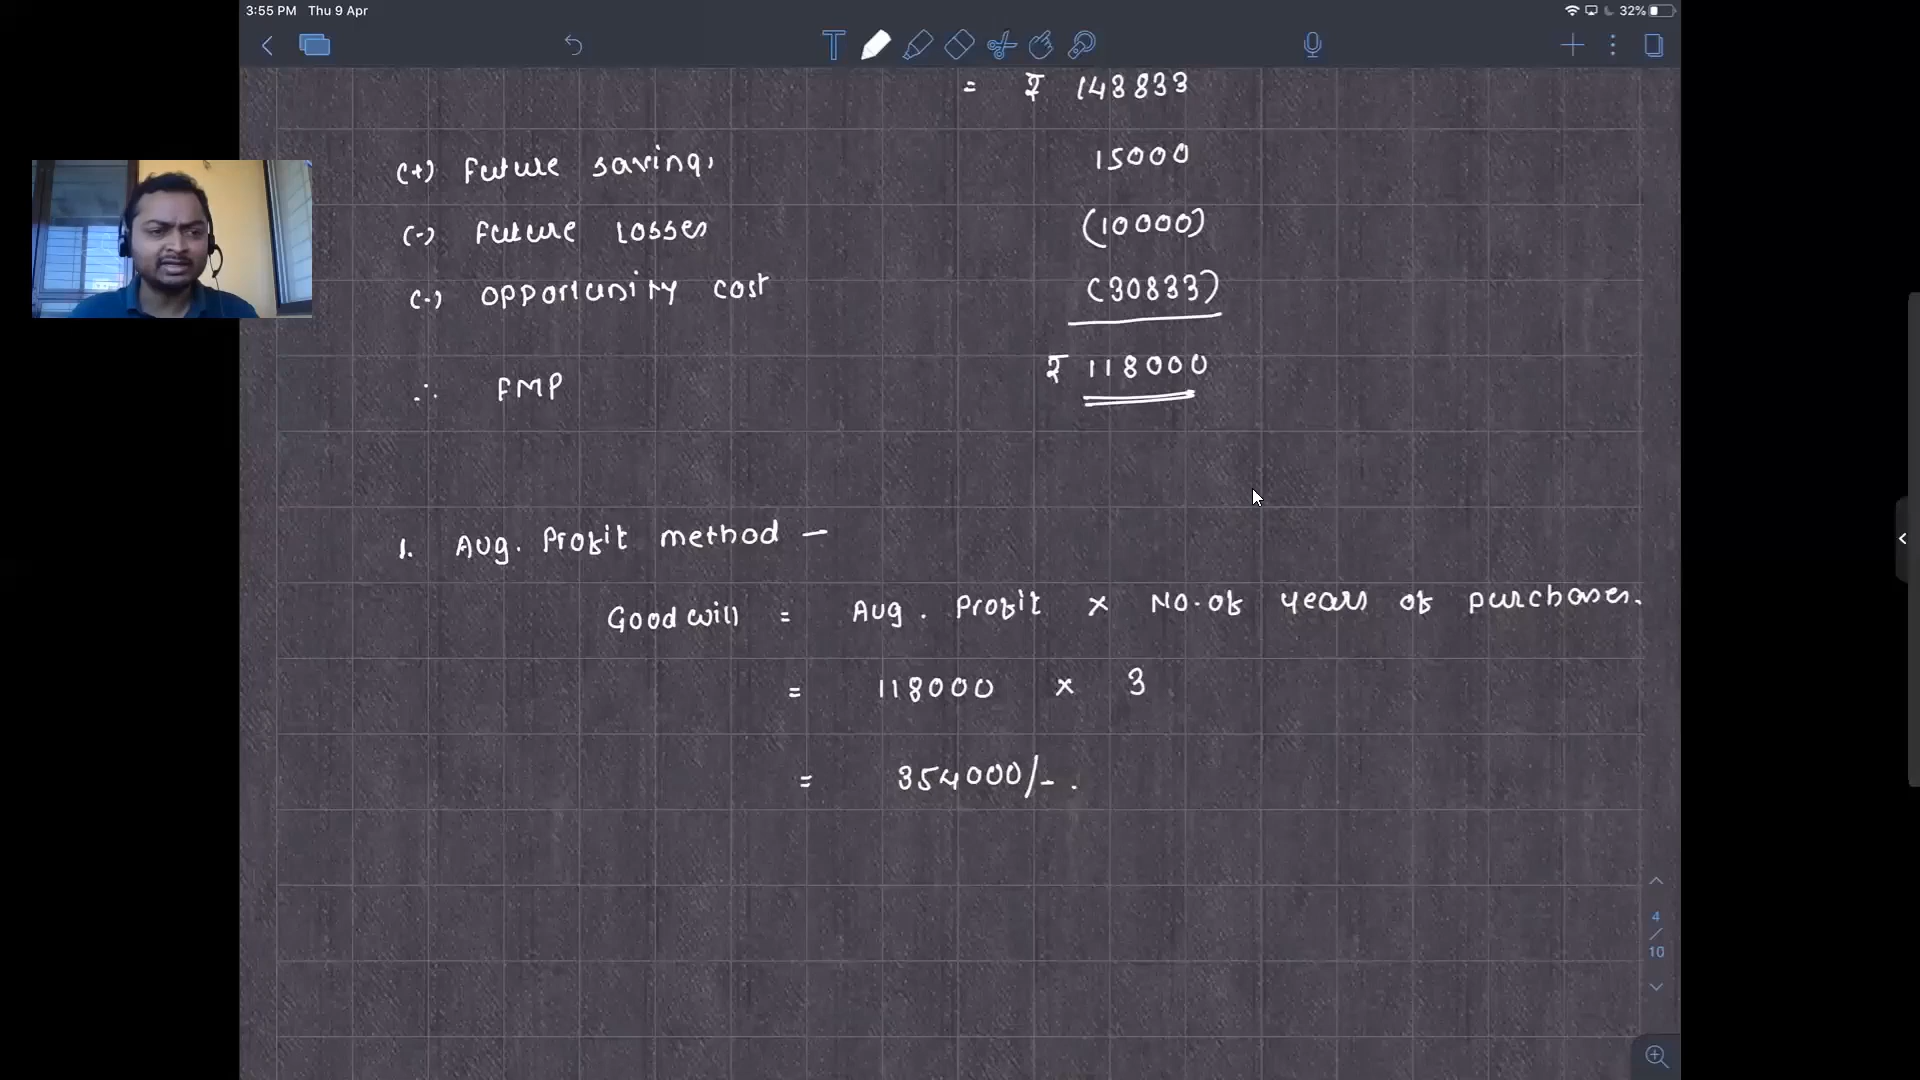 3:55 PM Thu 9 Apr 32%
= ₹ 143833
(+) Future saving, 15000
(-) Future Losses (10000)
(-) opportunity cost (30833)
∴ FMP ₹ 118000
1. Avg. Profit method –
Goodwill = Avg. Profit x No. of years of purchases.
= 118000 x 3
= 354000/-.
4
/
10